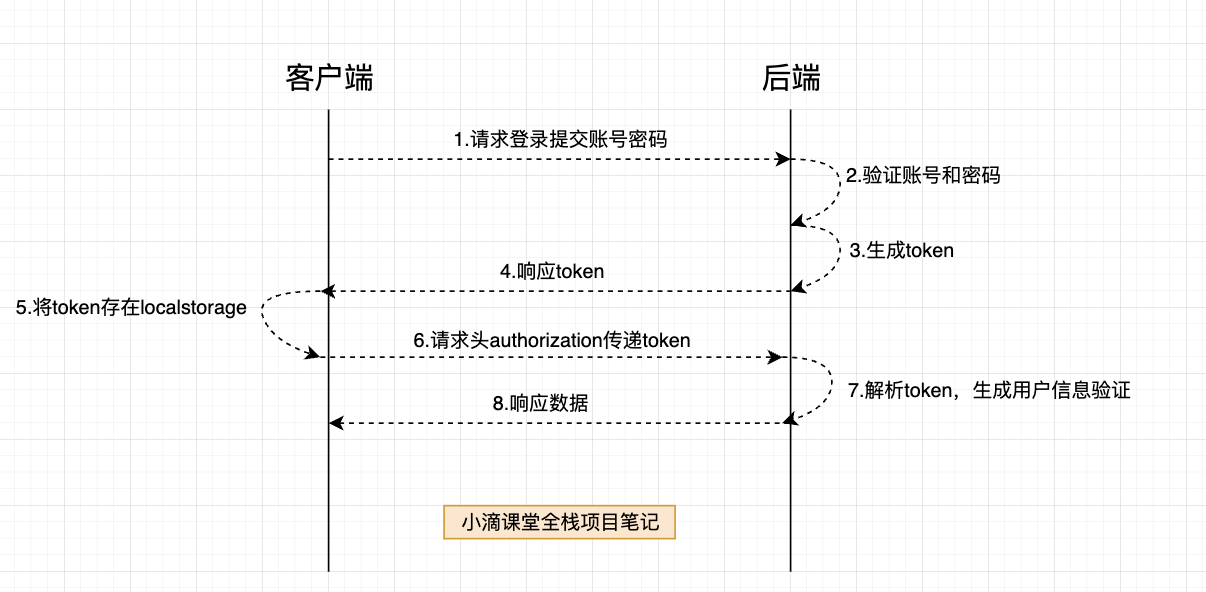 客户端
后端
1.请求登录提交账号密码
2.验证账号和密码
3.生成token
4.响应token
5.将token存在localstorage
6.请求头authorization传递token
7.解析token，生成用户信息验证
8.响应数据
小滴课堂全栈项目笔记